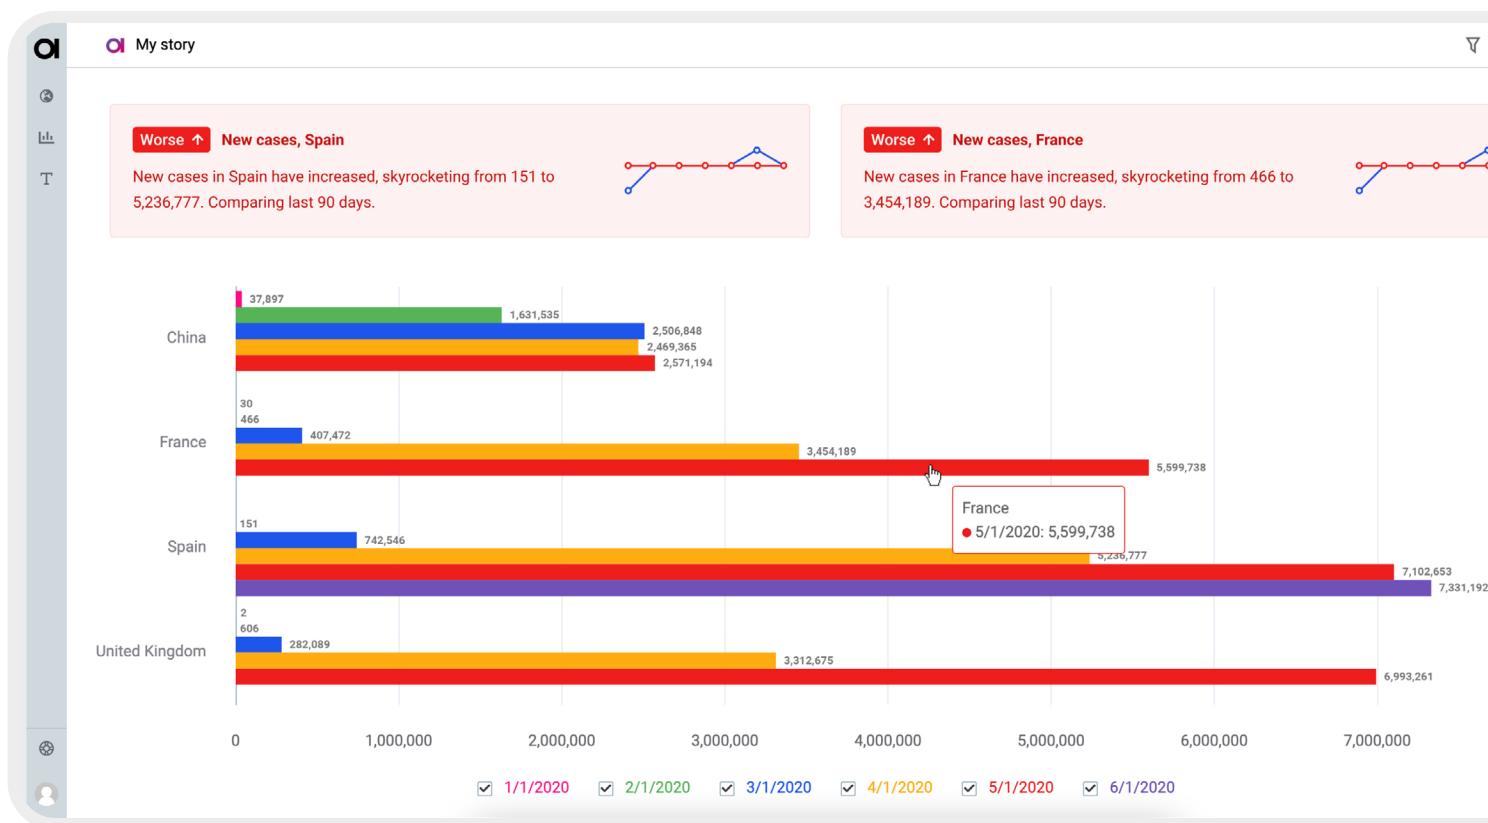 My story
Worse ↑ New cases, Spain
New cases in Spain have increased, skyrocketing from 151 to
5,236,777. Comparing last 90 days.
Worse ↑ New cases, France
New cases in France have increased, skyrocketing from 466 to
3,454,189. Comparing last 90 days.
37,897
1,631,535
China
2,506,848
2,469,365
2,571,194
30
466
France
407,472
3,454,189
5,599,738
France
5/1/2020: 5,599,738
151
Spain
742,546
5,236,777
7,102,653
7,331,192
2
606
United Kingdom
282,089
3,312,675
6,993,261
0 1,000,000 2,000,000 3,000,000 4,000,000 5,000,000 6,000,000 7,000,000
1/1/2020 2/1/2020 3/1/2020 4/1/2020 5/1/2020 6/1/2020